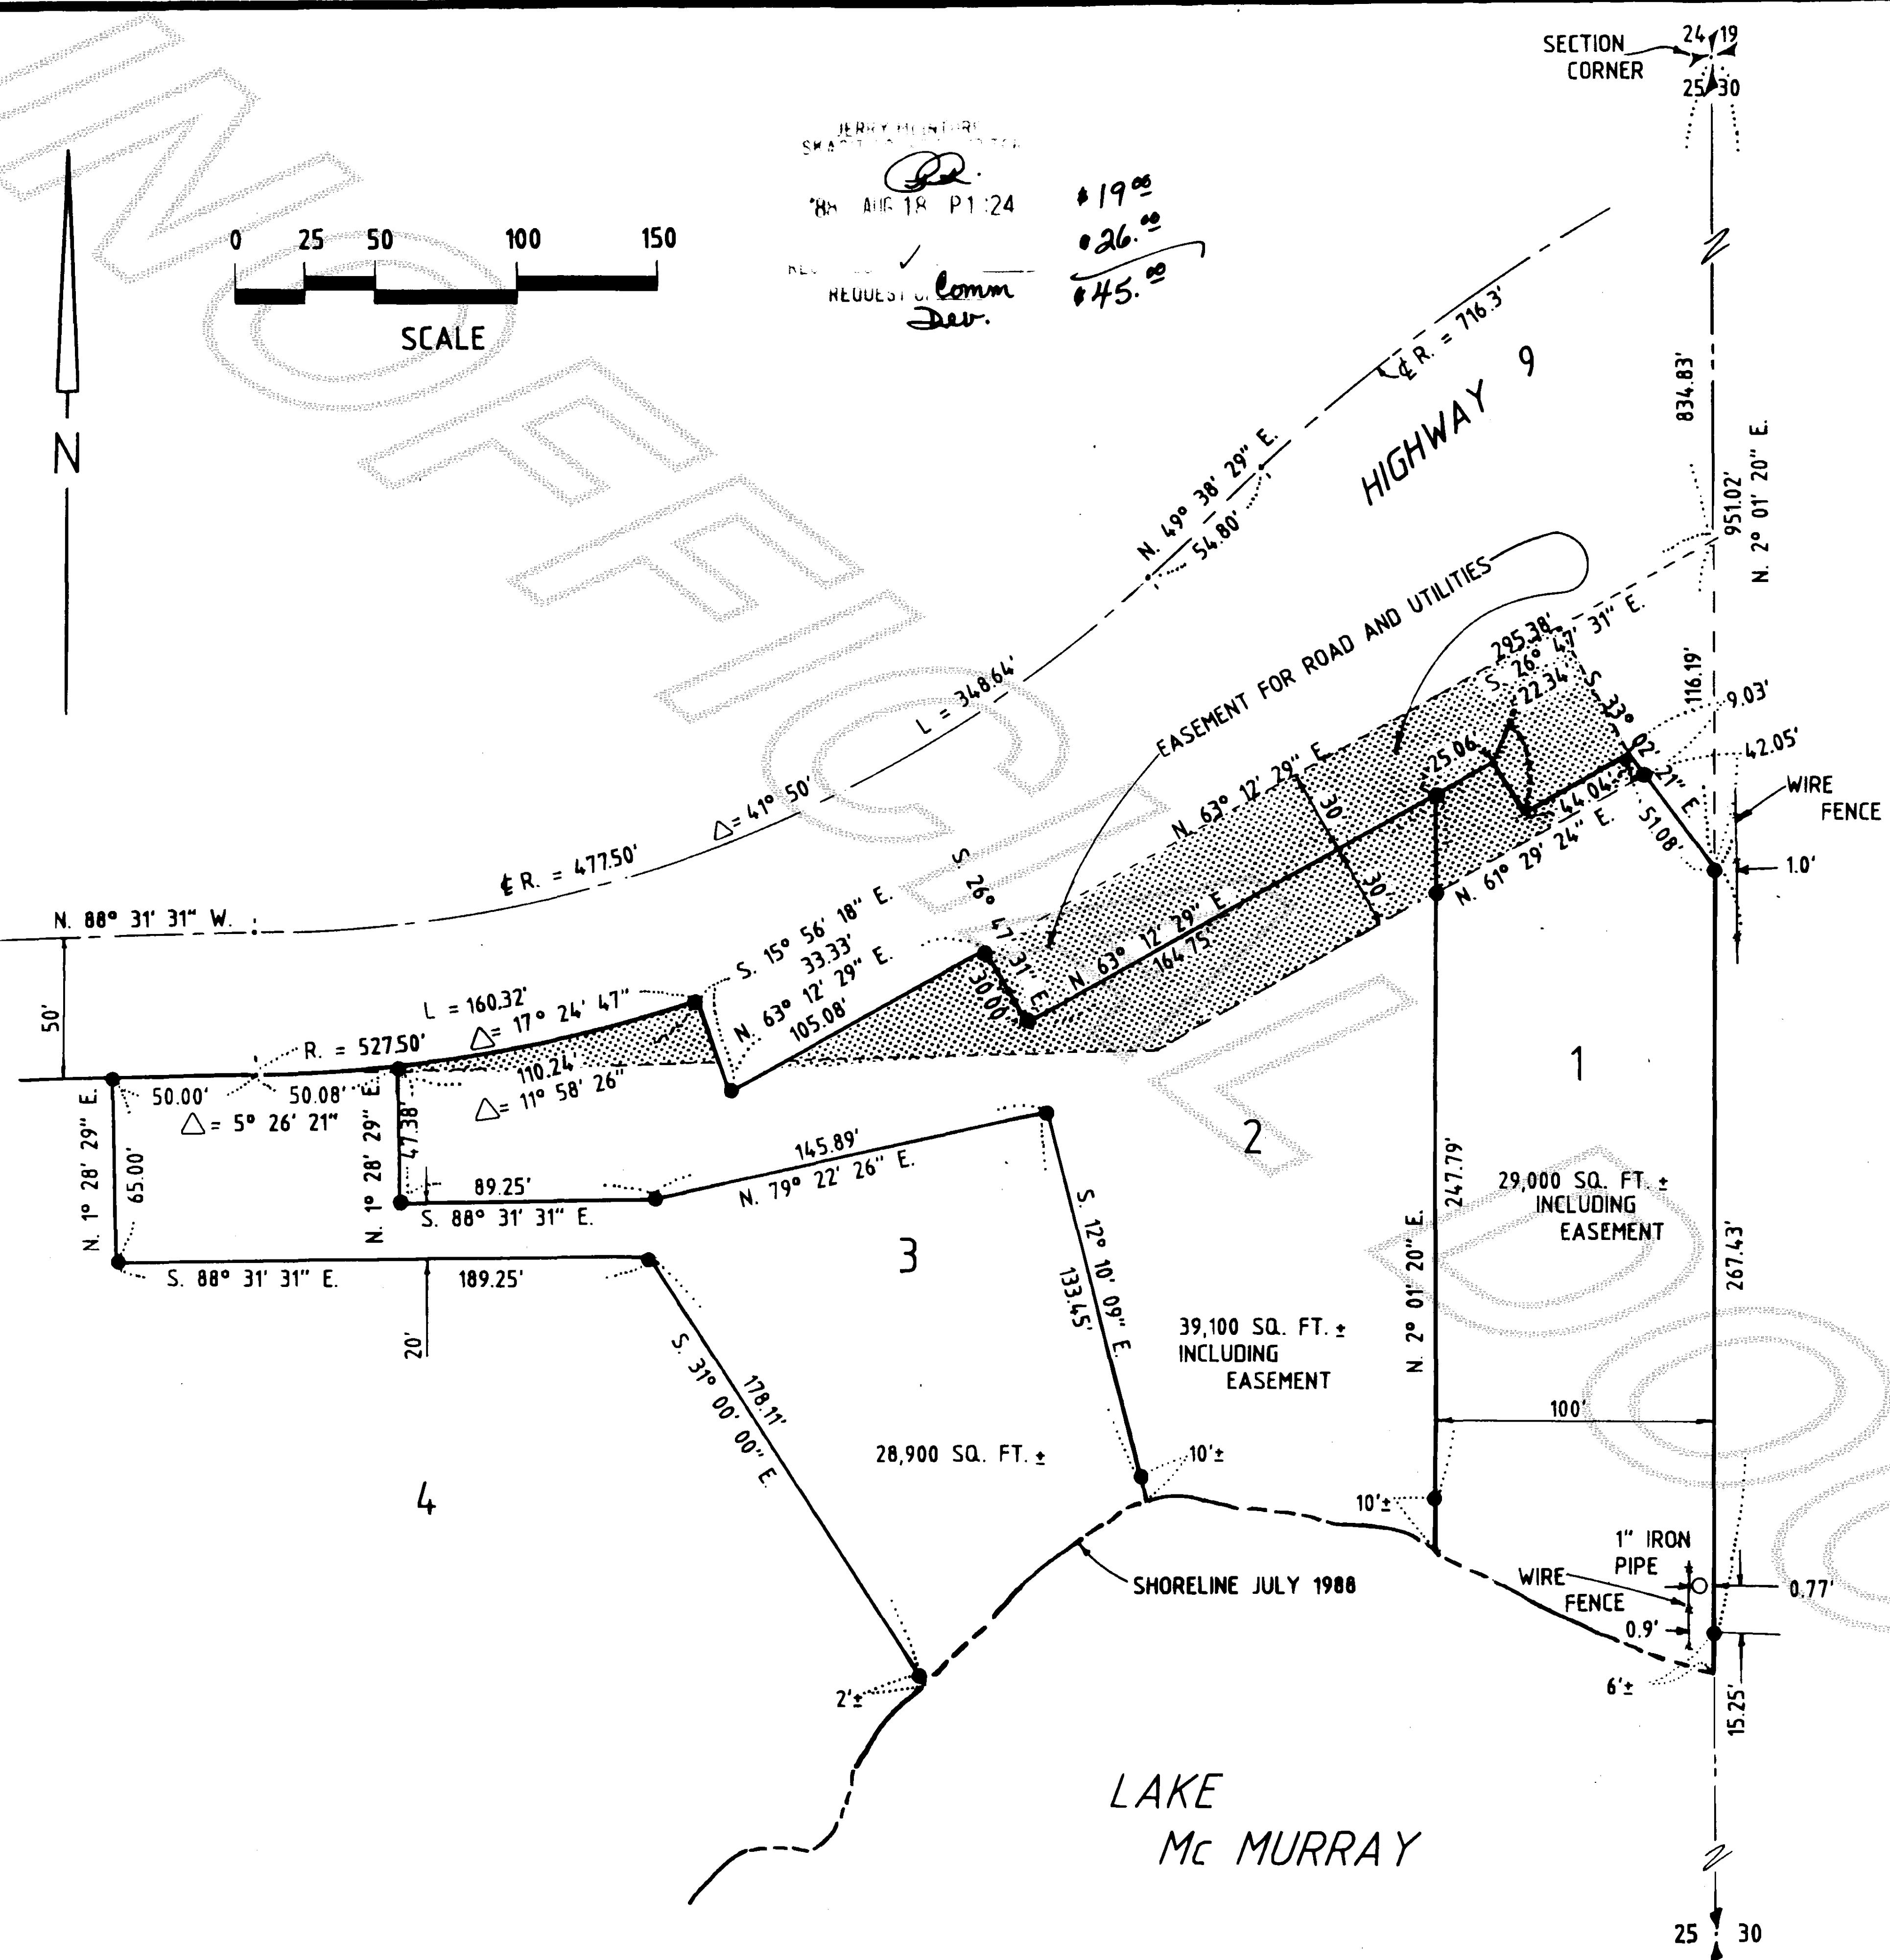 SECTION
CORNER
24 19
25 30
JERRY MCINTIRE
'88 AUG 18 P1:24
REQUEST OF
Comm
Dev.
$19.00
$26.00
$45.00
0 25 50 100 150
SCALE
N
℄ R. = 716.3'
HIGHWAY 9
834.83'
951.02'
N. 2° 01' 20" E.
N. 49° 38' 29" E.
54.80'
EASEMENT FOR ROAD AND UTILITIES
295.38'
S. 26° 47' 31" E.
22.34'
116.19'
9.03'
S. 33° 02' 21" E.
42.05'
WIRE
FENCE
51.08'
1.0'
L = 348.64'
Δ= 41° 50'
℄ R. = 477.50'
N. 88° 31' 31" W.
50'
25.06'
44.04'
N. 61° 29' 24" E.
N. 63° 12' 29" E.
30'
30'
N. 63° 12' 29" E.
164.75'
S. 26° 47' 31" E.
30.00'
S. 15° 56' 18" E.
33.33'
N. 63° 12' 29" E.
105.08'
L = 160.32'
Δ= 17° 24' 47"
R. = 527.50'
5'
110.24'
Δ= 11° 58' 26"
50.00'
50.08'
Δ= 5° 26' 21"
N. 1° 28' 29" E.
65.00'
N. 1° 28' 29" E.
47.38'
89.25'
S. 88° 31' 31" E.
145.89'
N. 79° 22' 26" E.
S. 88° 31' 31" E.
189.25'
20'
1
2
3
4
29,000 SQ. FT. ±
INCLUDING
EASEMENT
247.79'
N. 2° 01' 20" E.
267.43'
S. 12° 10' 09" E.
133.45'
39,100 SQ. FT. ±
INCLUDING
EASEMENT
S. 31° 00' 00" E.
178.11'
28,900 SQ. FT. ±
100'
10'±
10'±
1" IRON
PIPE
WIRE
FENCE
0.77'
0.9'
6'±
15.25'
SHORELINE JULY 1988
2'±
LAKE
Mc MURRAY
25 30
UNOFFICIAL DO